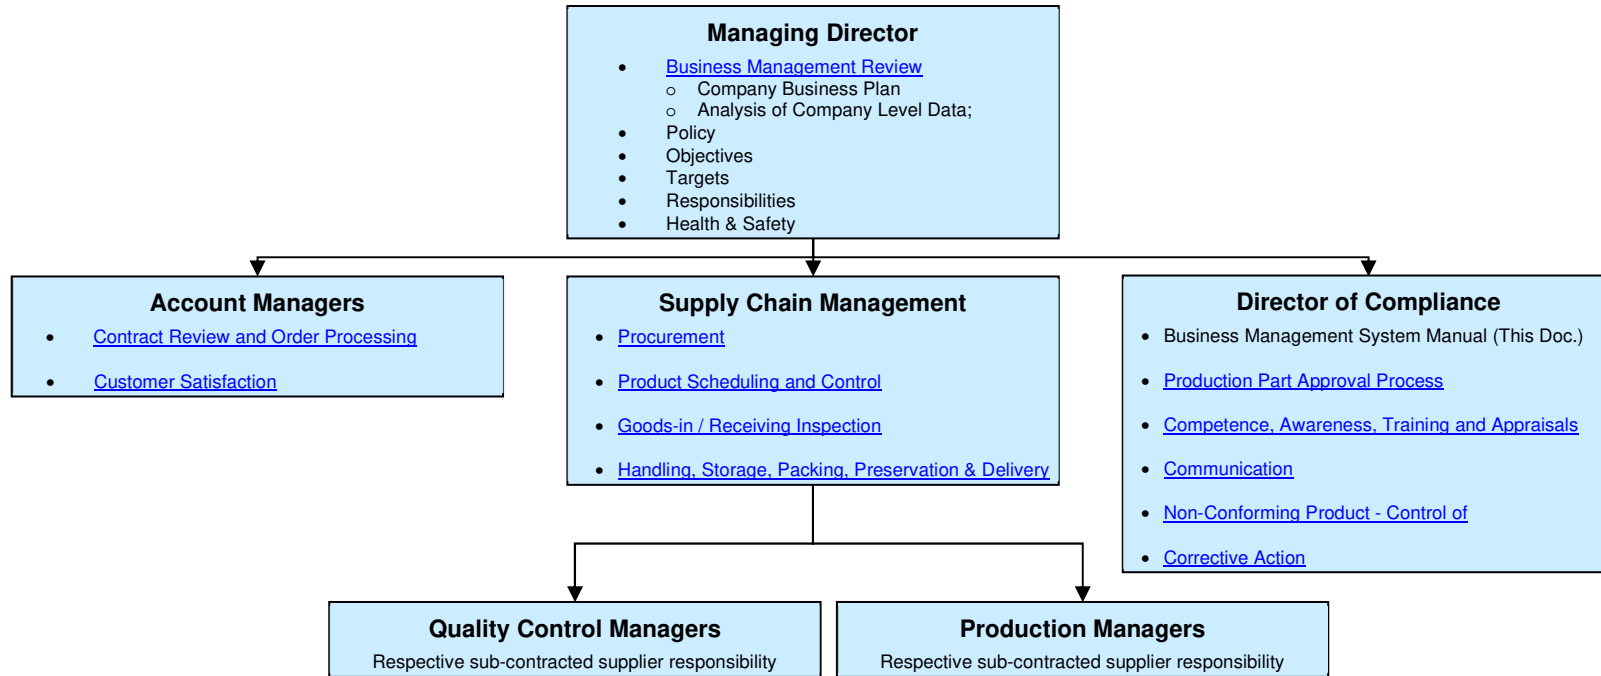 Managing Director
• Business Management Review
o Company Business Plan
o Analysis of Company Level Data;
• Policy
• Objectives
• Targets
• Responsibilities
• Health & Safety
Account Managers
• Contract Review and Order Processing
• Customer Satisfaction
Supply Chain Management
• Procurement
• Product Scheduling and Control
• Goods-in / Receiving Inspection
• Handling, Storage, Packing, Preservation & Delivery
Director of Compliance
• Business Management System Manual (This Doc.)
• Production Part Approval Process
• Competence, Awareness, Training and Appraisals
• Communication
• Non-Conforming Product - Control of
• Corrective Action
Quality Control Managers
Respective sub-contracted supplier responsibility
Production Managers
Respective sub-contracted supplier responsibility